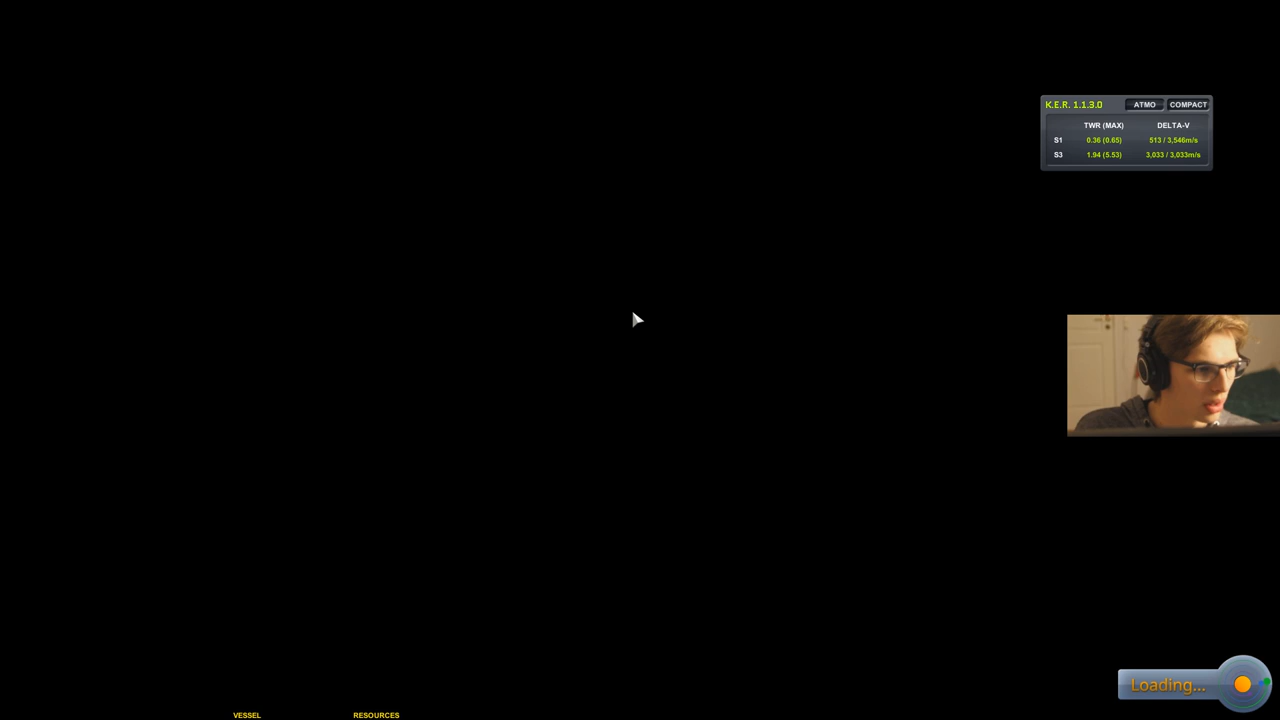 K.E.R. 1.1.3.0 ATMO COMPACT
TWR (MAX) DELTA-V
S1 0.36 (0.65) 513 / 3,546m/s
S3 1.94 (5.53) 3,033 / 3,033m/s
Loading...
VESSEL RESOURCES